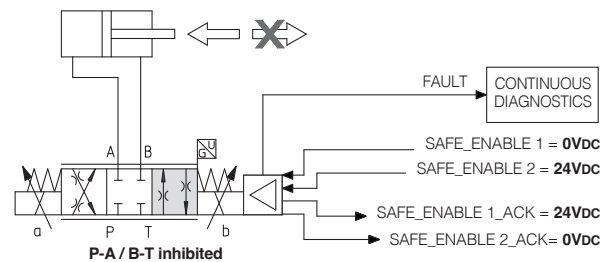 FAULT
CONTINUOUS
DIAGNOSTICS
A B
G U
SAFE_ENABLE 1 = 0VDC
SAFE_ENABLE 2 = 24VDC
SAFE_ENABLE 1_ACK = 24VDC
SAFE_ENABLE 2_ACK= 0VDC
a P T b
P-A / B-T inhibited